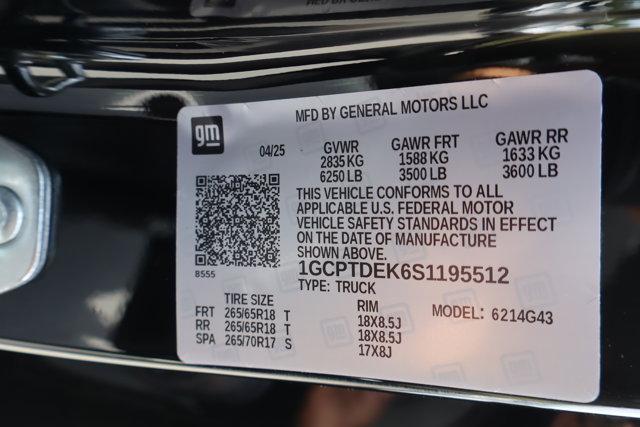 MFD BY GENERAL MOTORS LLC
gm
04/25
GVWR GAWR FRT GAWR RR
2835 KG 1588 KG 1633 KG
6250 LB 3500 LB 3600 LB
THIS VEHICLE CONFORMS TO ALL
APPLICABLE U.S. FEDERAL MOTOR
VEHICLE SAFETY STANDARDS IN EFFECT
ON THE DATE OF MANUFACTURE
SHOWN ABOVE.
8555
1GCPTDEK6S1195512
TYPE: TRUCK
TIRE SIZE RIM MODEL: 6214G43
FRT 265/65R18 T 18X8.5J
RR 265/65R18 T 18X8.5J
SPA 265/70R17 S 17X8J